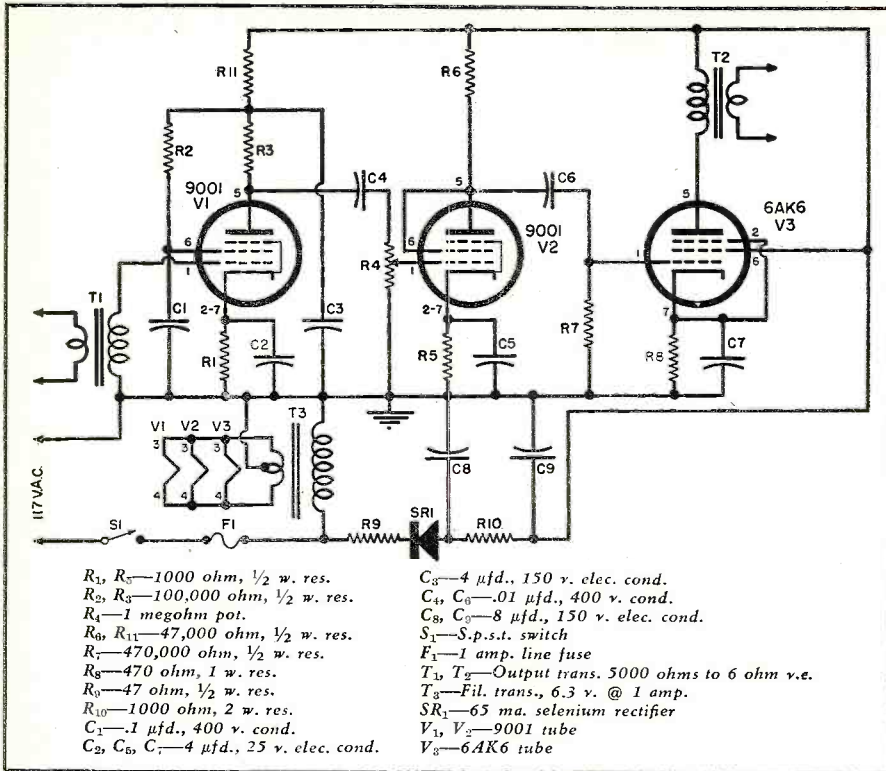 R11
R6
T2
R2
R3
C4
C6
9001
V1
5
5
5
9001
V2
6AK6
V3
6
1
R4
6
1
1
2
6
T1
C1
2-7
C3
R1
C2
2-7
R5
C5
R7
7
R8
C7
V1
V2
V3
3
3
3
4
4
4
T3
C8
C9
117 V.A.C.
S1
F1
R9
SR1
R10
R₁, R₅—1000 ohm, ½ w. res.
R₂, R₃—100,000 ohm, ½ w. res.
R₄—1 megohm pot.
R₆, R₁₁—47,000 ohm, ½ w. res.
R₇—470,000 ohm, ½ w. res.
R₈—470 ohm, 1 w. res.
R₉—47 ohm, ½ w. res.
R₁₀—1000 ohm, 2 w. res.
C₁—.1 µfd., 400 v. cond.
C₂, C₅, C₇—4 µfd., 25 v. elec. cond.
C₃—4 µfd., 150 v. elec. cond.
C₄, C₆—.01 µfd., 400 v. cond.
C₈, C₉—8 µfd., 150 v. elec. cond.
S₁—S.p.s.t. switch
F₁—1 amp. line fuse
T₁, T₂—Output trans. 5000 ohms to 6 ohm v.c.
T₃—Fil. trans., 6.3 v. @ 1 amp.
SR₁—65 ma. selenium rectifier
V₁, V₂—9001 tube
V₃—6AK6 tube